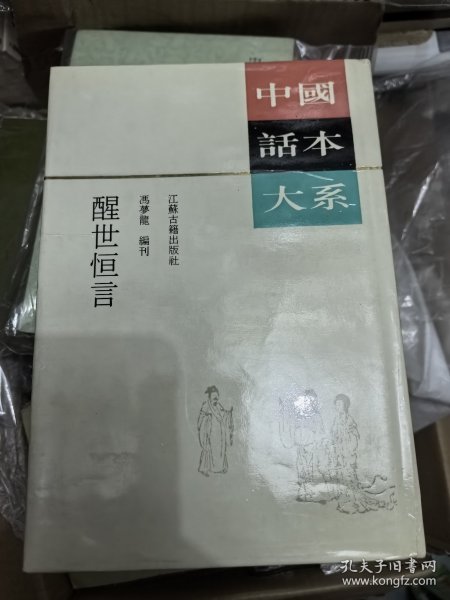 中國
話本
大系
江蘇古籍出版社
馮夢龍 編刊
醒世恒言
孔夫子旧书网
www.kongfz.com